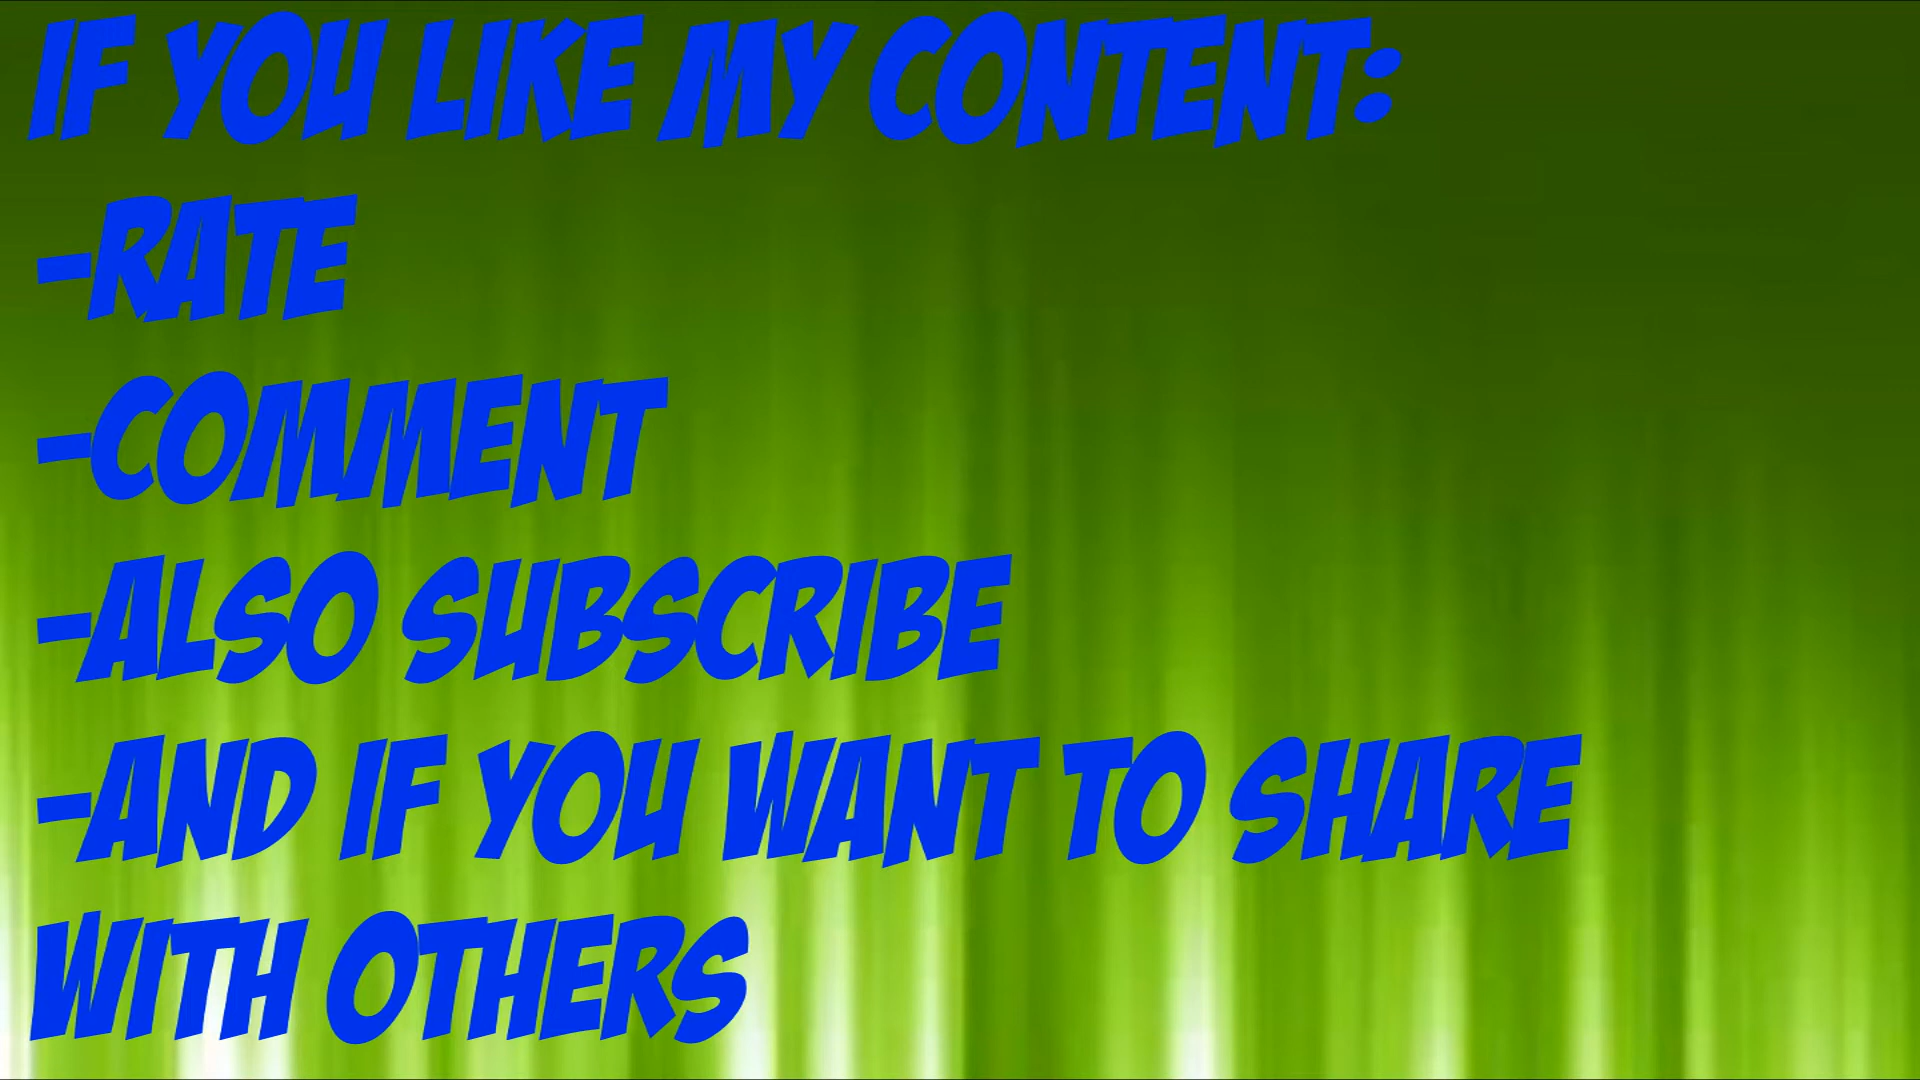 IF YOU LIKE MY CONTENT:
-RATE
-COMMENT
-ALSO SUBSCRIBE
-AND IF YOU WANT TO SHARE
WITH OTHERS